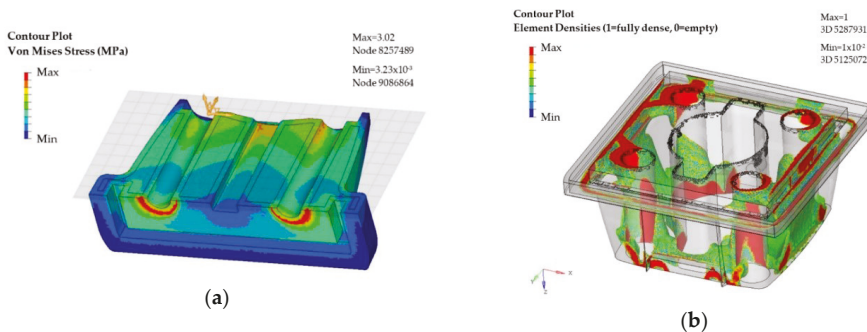 Contour Plot
Von Mises Stress (MPa)
Max
Min
Max=3.02
Node 8257489
Min=3.23x10⁻³
Node 9086864
(a)
Contour Plot
Element Densities (1=fully dense, 0=empty)
Max
Min
Max=1
3D 5287931
Min=1x10⁻²
3D 5125072
Y
X
Z
(b)